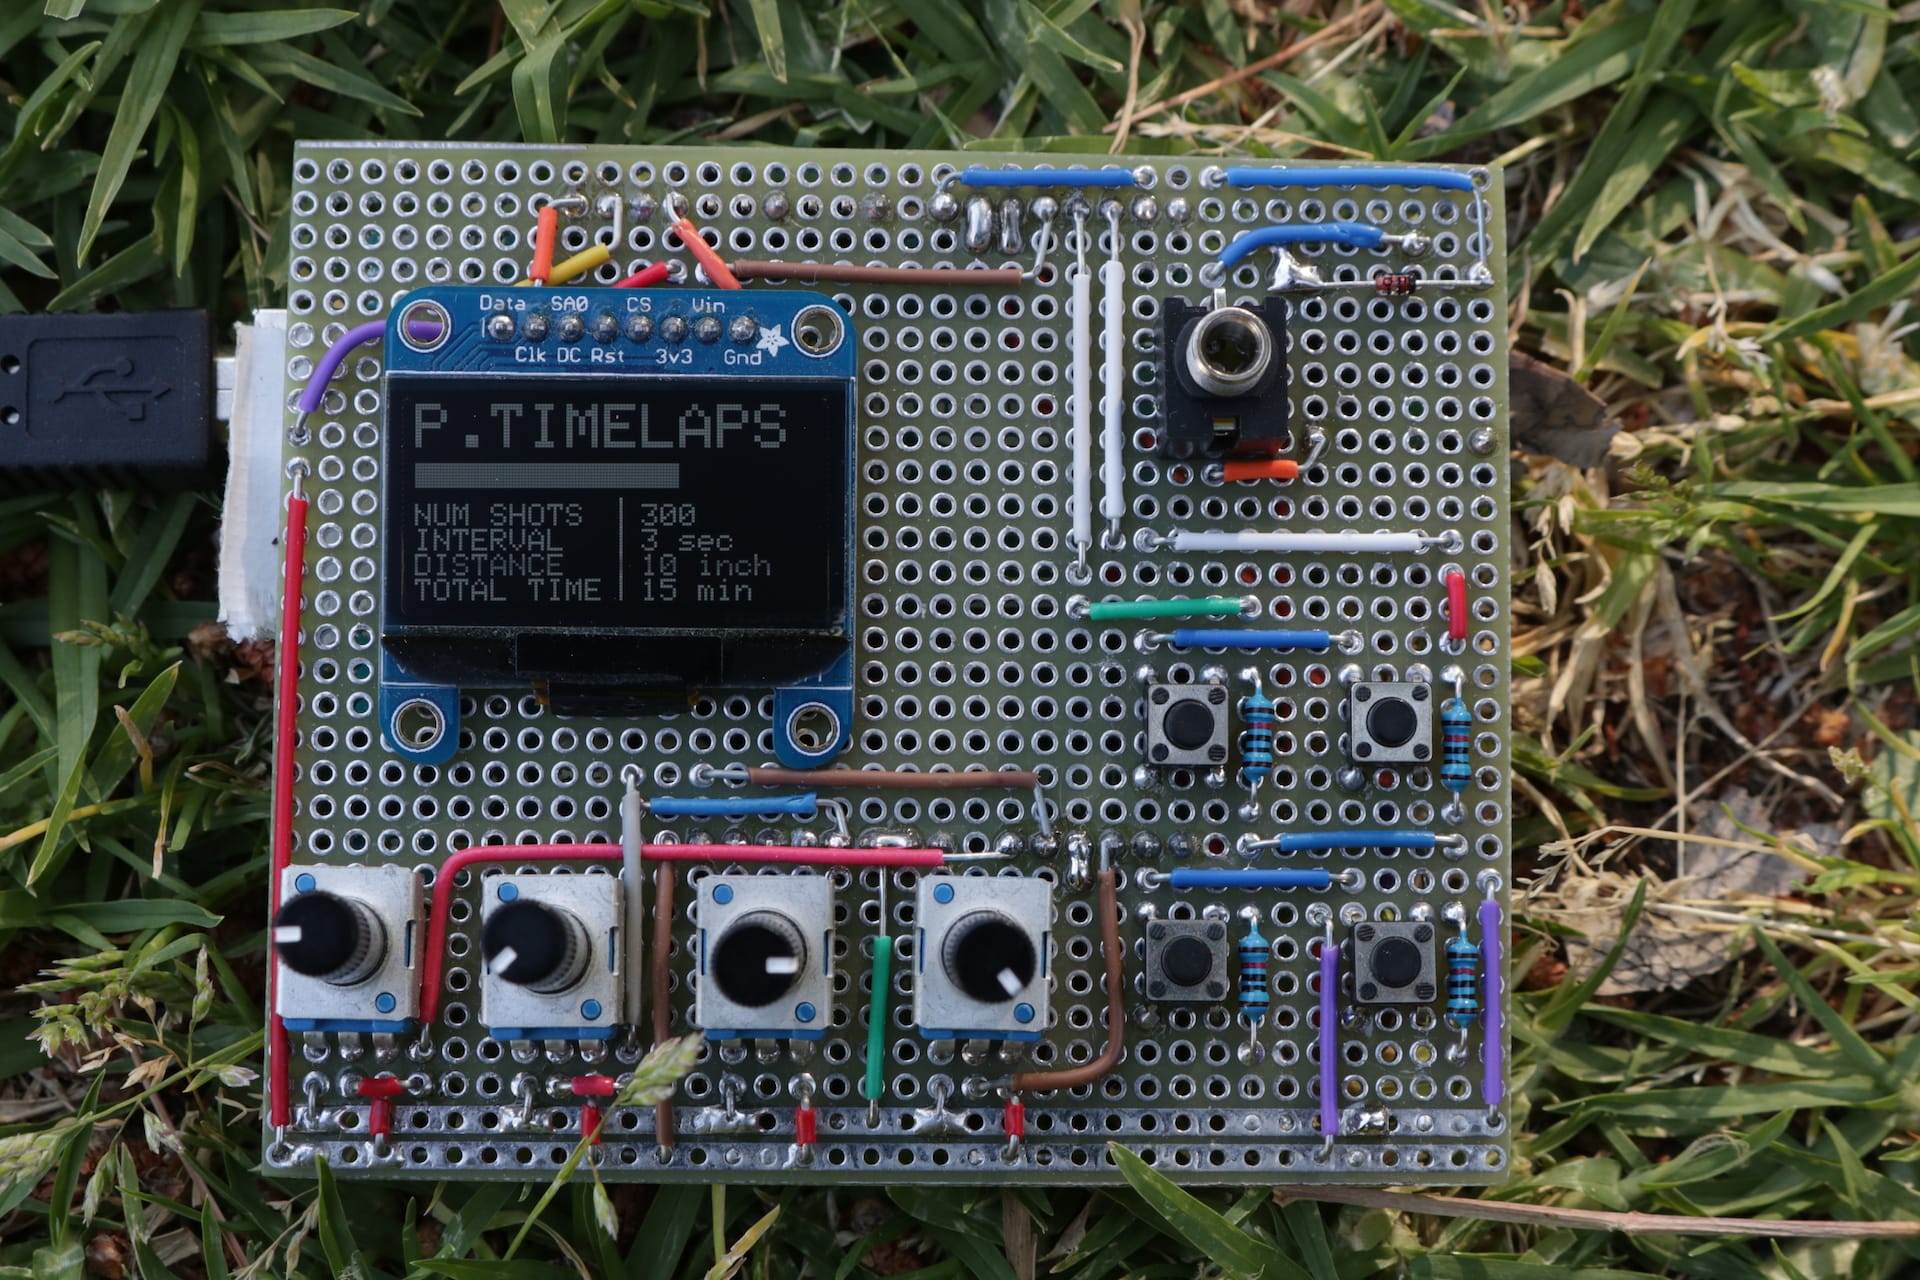 Data SA0 CS Vin
Clk DC Rst 3v3 Gnd
P.TIMELAPS
NUM SHOTS 300
INTERVAL 3 sec
DISTANCE 10 inch
TOTAL TIME 15 min